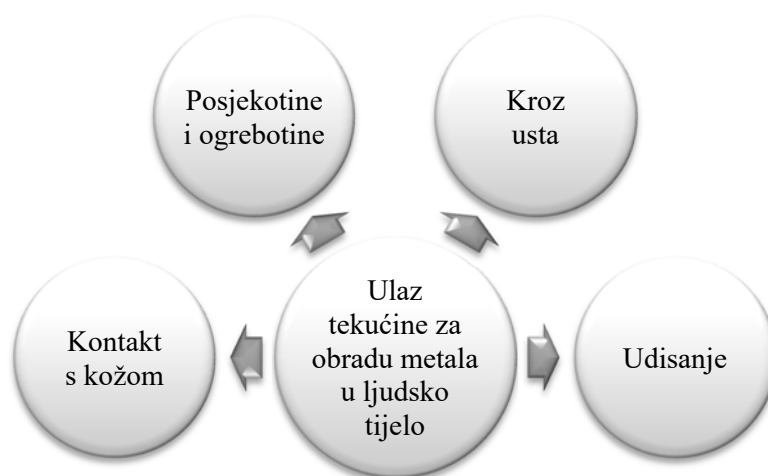 Posjekotine
i ogrebotine
Kroz
usta
Kontakt
s kožom
Ulaz
tekućine za
obradu metala
u ljudsko
tijelo
Udisanje